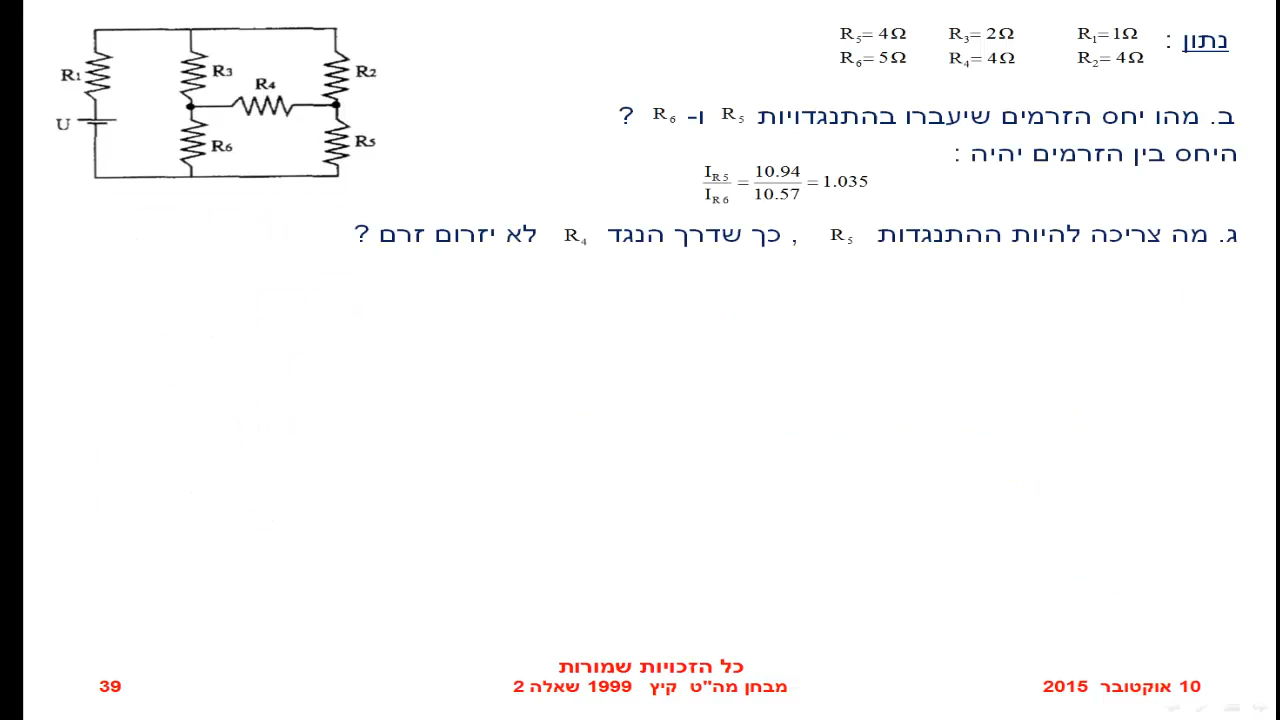 נתון :
R1= 1Ω R3= 2Ω R5= 4Ω
R2= 4Ω R4= 4Ω R6= 5Ω
R1 R3 R4 R2
U R6 R5
ב. מהו יחס הזרמים שיעברו בהתנגדויות R5 ו- R6 ?
היחס בין הזרמים יהיה :
IR5 / IR6 = 10.94 / 10.57 = 1.035
ג. מה צריכה להיות ההתנגדות R5 , כך שדרך הנגד R4 לא יזרום זרם ?
כל הזכויות שמורות
10 אוקטובר 2015 מבחן מה"ט קיץ 1999 שאלה 2 39